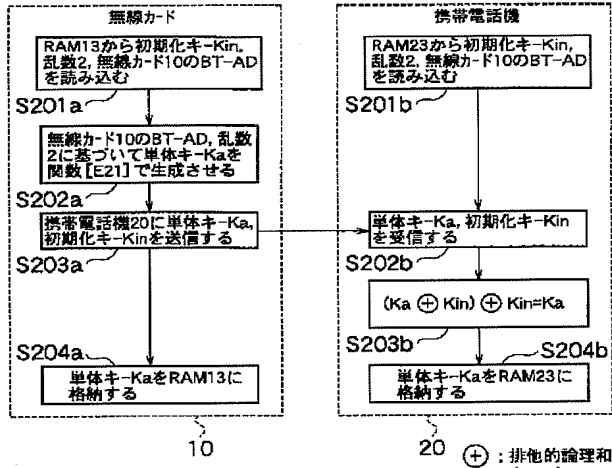 無線カード
RAM13から初期化キーKin,
乱数2, 無線カード10のBT-AD
を読み込む
S201a
無線カード10のBT-AD, 乱数
2に基づいて単体キーKaを
関数[E21]で生成させる
S202a
携帯電話機20に単体キーKa,
初期化キーKinを送信する
S203a
S204a
単体キーKaをRAM13に
格納する
10
携帯電話機
RAM23から初期化キーKin,
乱数2, 無線カード10のBT-AD
を読み込む
S201b
単体キーKa, 初期化キーKin
を受信する
S202b
(Ka ⊕ Kin) ⊕ Kin=Ka
S203b
S204b
単体キーKaをRAM23に
格納する
20
⊕ : 排他的論理和